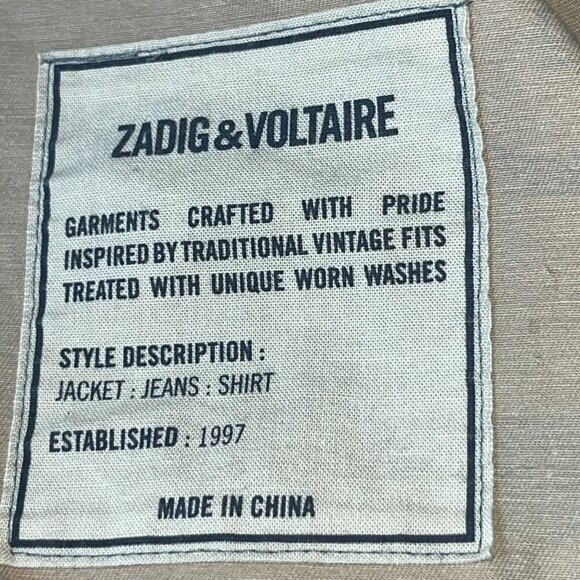 ZADIG&VOLTAIRE
GARMENTS CRAFTED WITH PRIDE
INSPIRED BY TRADITIONAL VINTAGE FITS
TREATED WITH UNIQUE WORN WASHES
STYLE DESCRIPTION :
JACKET : JEANS : SHIRT
ESTABLISHED : 1997
MADE IN CHINA